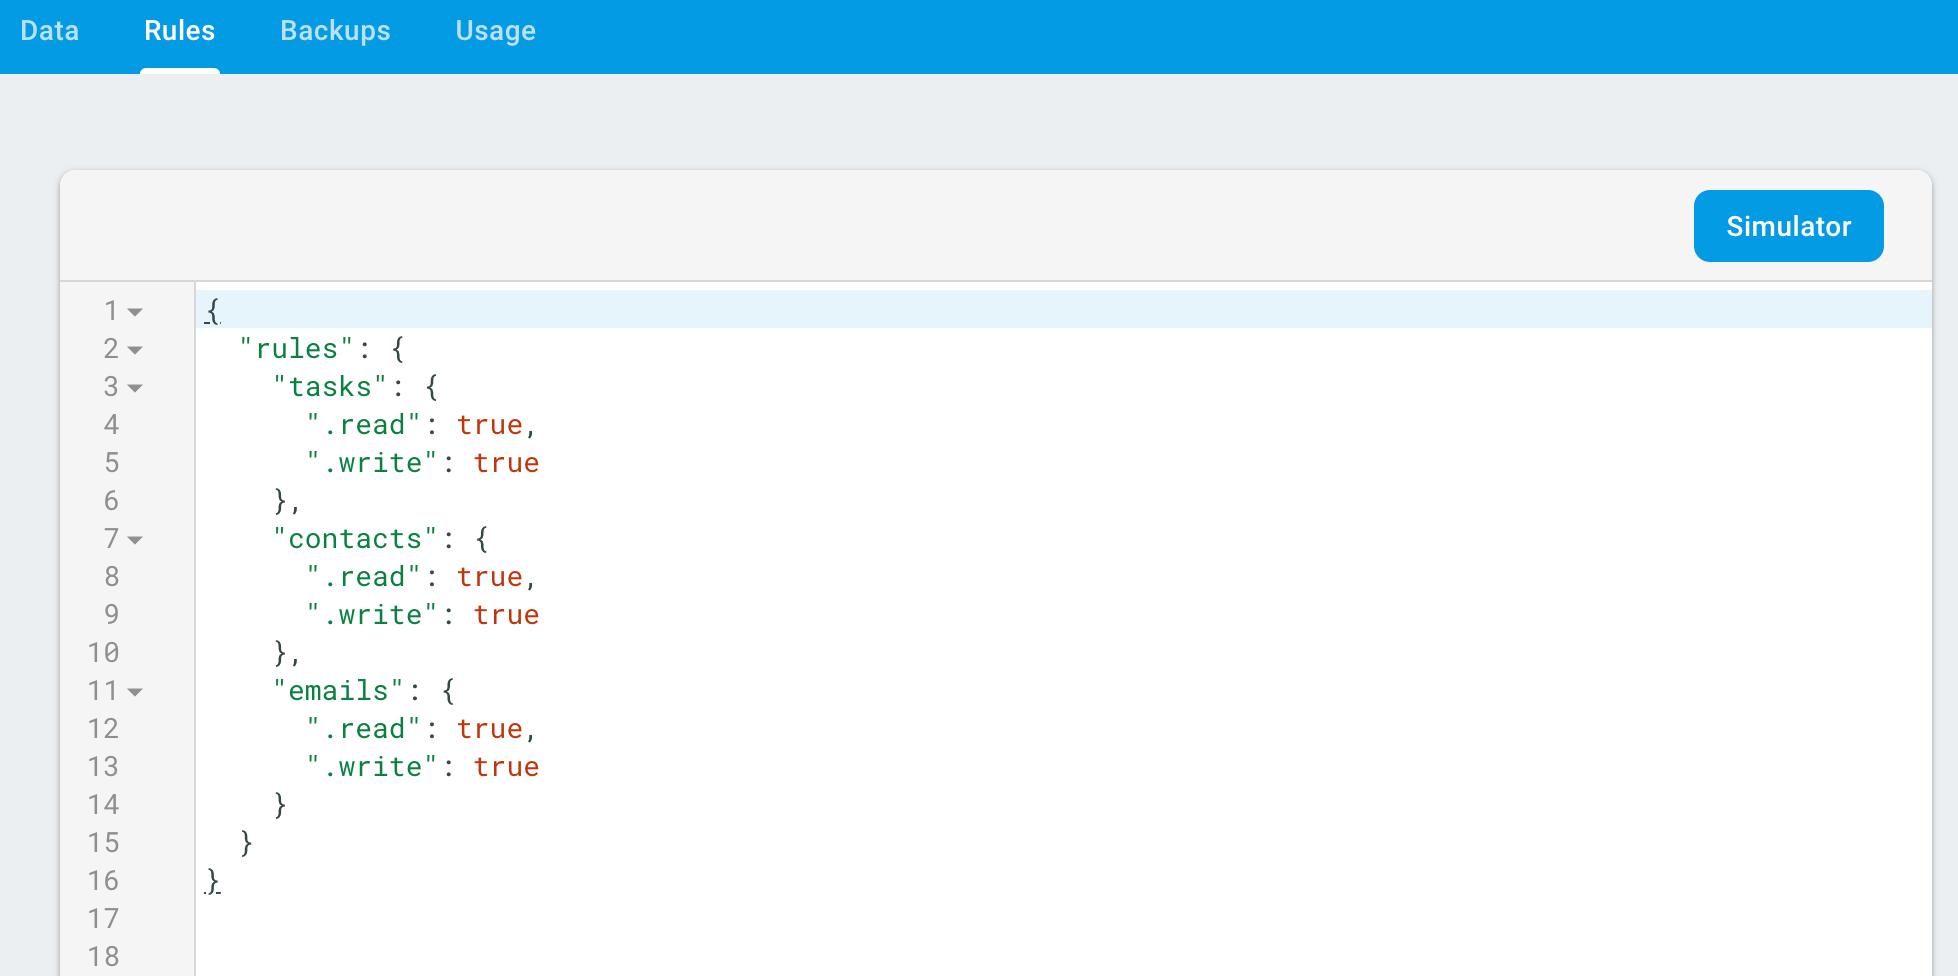 Data Rules Backups Usage
Simulator
1 {
2   "rules": {
3     "tasks": {
4       ".read": true,
5       ".write": true
6     },
7     "contacts": {
8       ".read": true,
9       ".write": true
10     },
11     "emails": {
12       ".read": true,
13       ".write": true
14     }
15   }
16 }
17
18